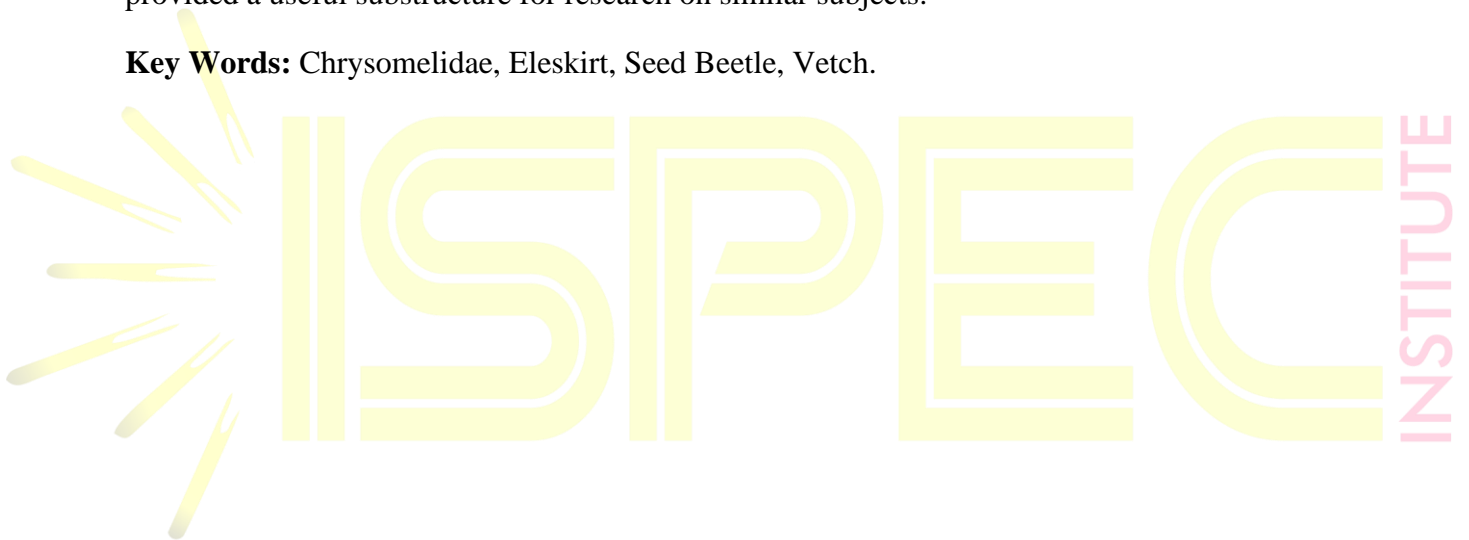 provided a useful substructure for research on similar subjects.
Key Words: Chrysomelidae, Eleskirt, Seed Beetle, Vetch.
ISPEC
INSTITUTE